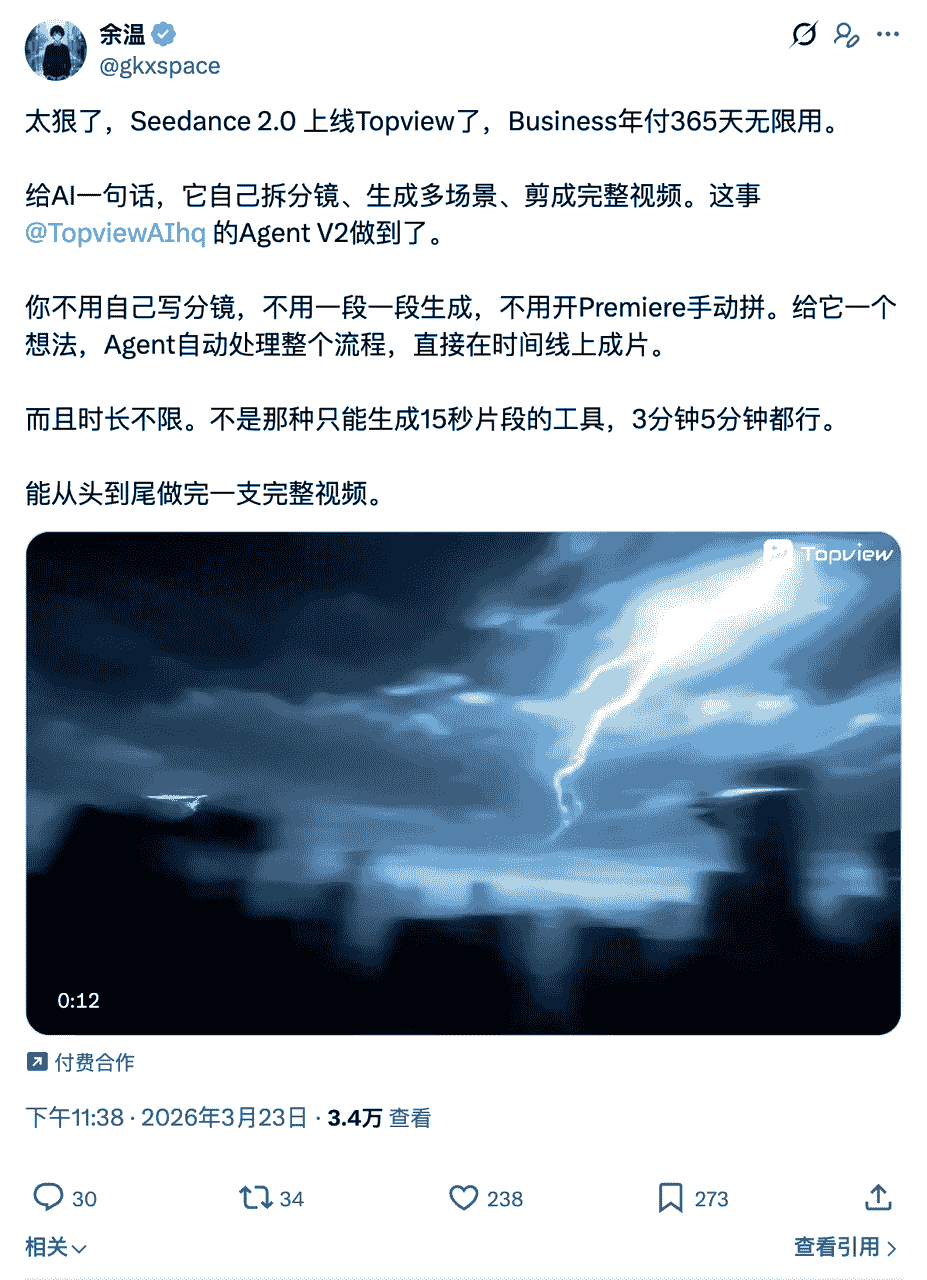 余温
@gkxspace
太狠了，Seedance 2.0 上线Topview了，Business年付365天无限用。
给AI一句话，它自己拆分镜、生成多场景、剪成完整视频。这事
@TopviewAIhq 的Agent V2做到了。
你不用自己写分镜，不用一段一段生成，不用开Premiere手动拼。给它一个
想法，Agent自动处理整个流程，直接在时间线上成片。
而且时长不限。不是那种只能生成15秒片段的工具，3分钟5分钟都行。
能从头到尾做完一支完整视频。
Topview
0:12
付费合作
下午11:38 · 2026年3月23日 · 3.4万 查看
30 34 238 273
相关 查看引用